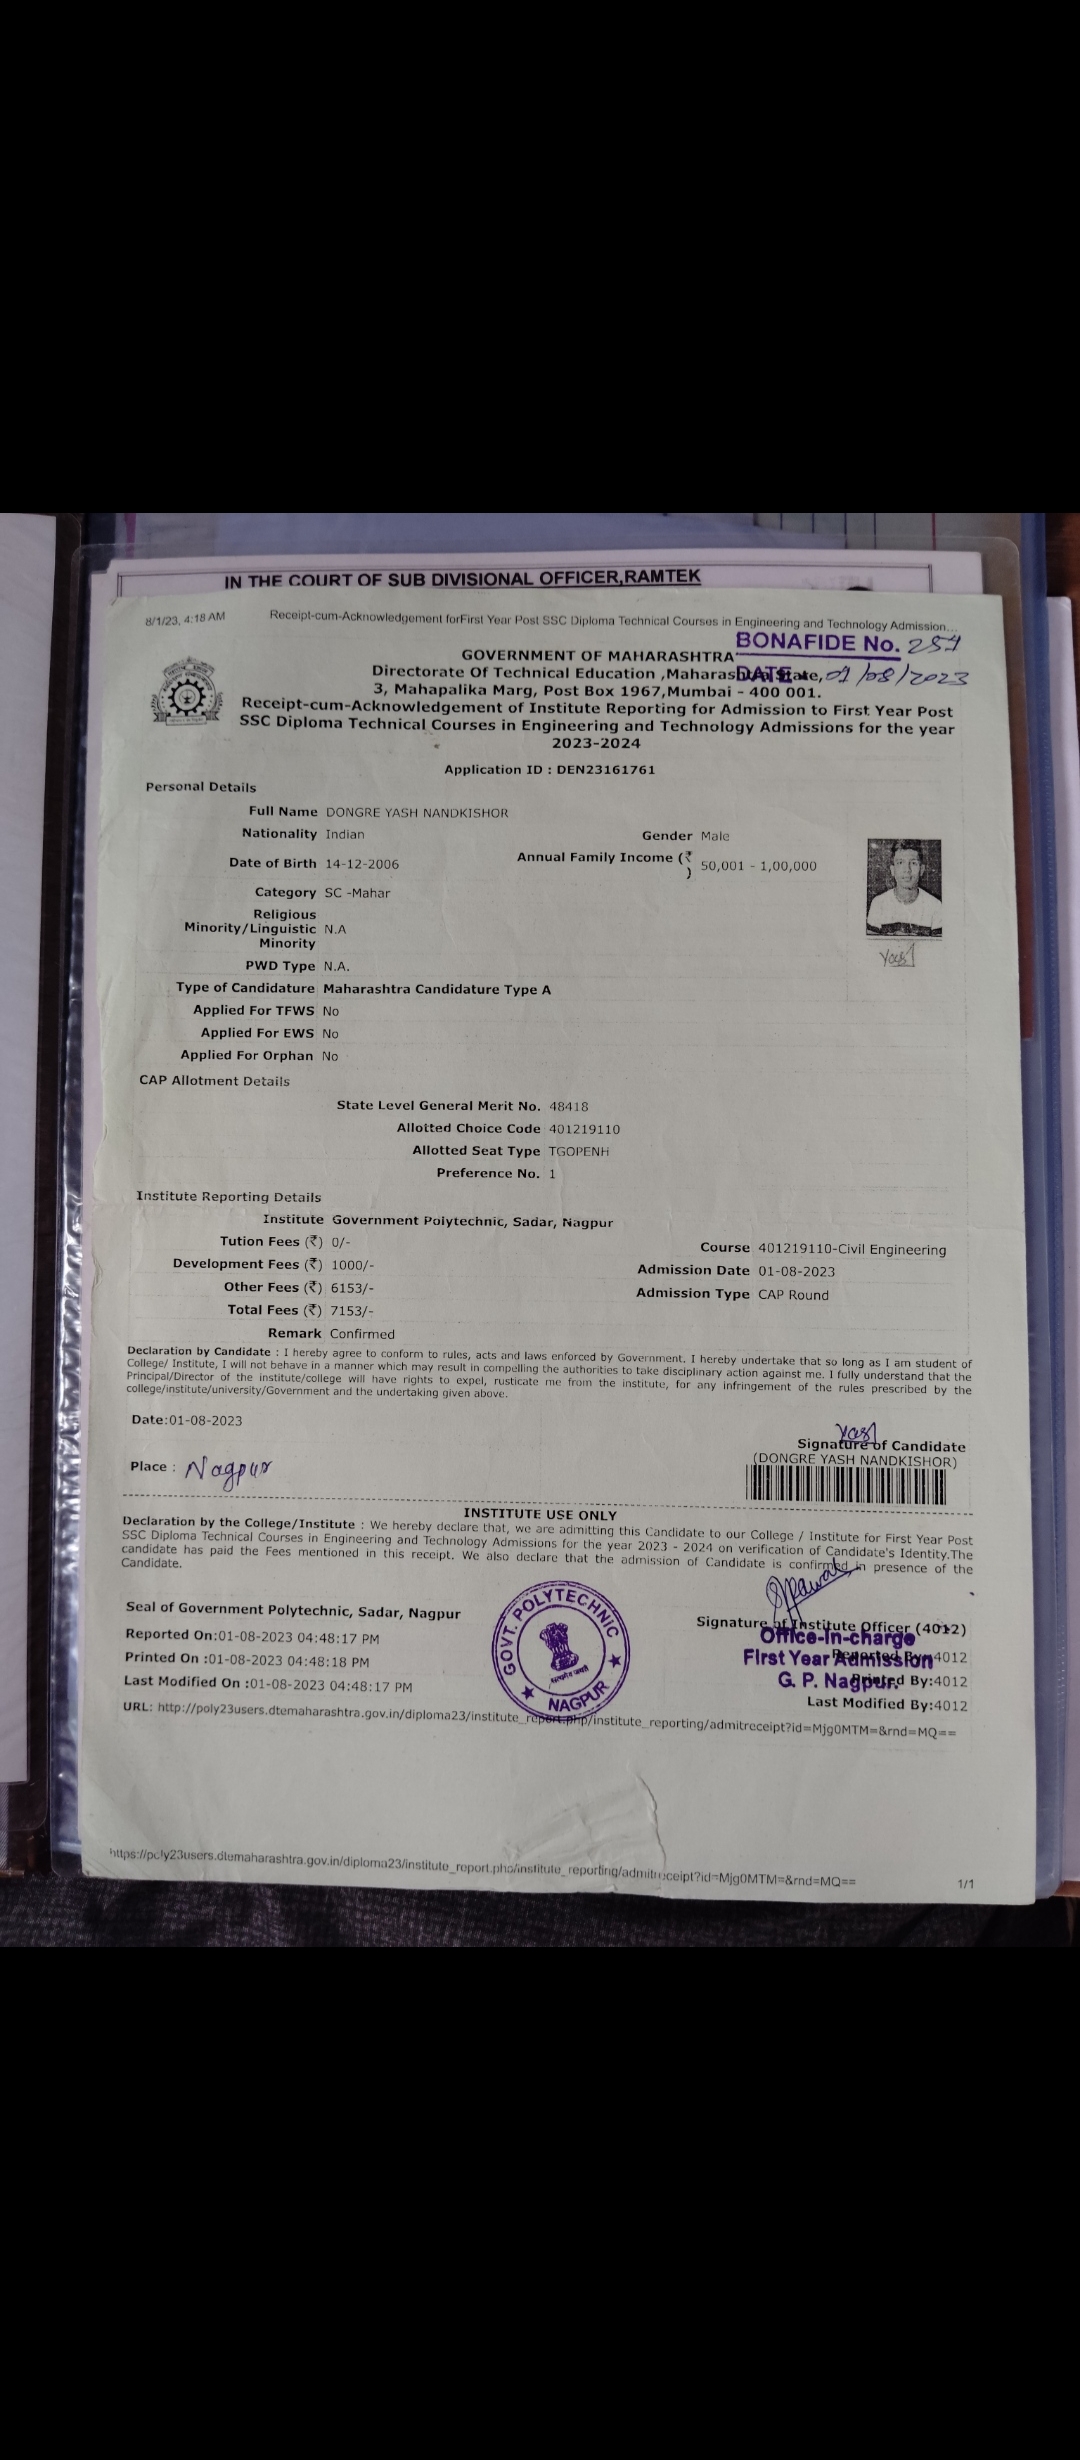 IN THE COURT OF SUB DIVISIONAL OFFICER,RAMTEK
8/1/23, 4:18 AM Receipt-cum-Acknowledgement forFirst Year Post SSC Diploma Technical Courses in Engineering and Technology Admission...
BONAFIDE No. 257
GOVERNMENT OF MAHARASHTRA
DATE - 01/08/2023
Directorate Of Technical Education ,Maharashtra State,
3, Mahapalika Marg, Post Box 1967,Mumbai - 400 001.
Receipt-cum-Acknowledgement of Institute Reporting for Admission to First Year Post
SSC Diploma Technical Courses in Engineering and Technology Admissions for the year
2023-2024
Application ID : DEN23161761
Personal Details
Full Name DONGRE YASH NANDKISHOR
Nationality Indian Gender Male
Date of Birth 14-12-2006 Annual Family Income (₹
) 50,001 - 1,00,000
Category SC -Mahar
Religious
Minority/Linguistic N.A
Minority
Yash
PWD Type N.A.
Type of Candidature Maharashtra Candidature Type A
Applied For TFWS No
Applied For EWS No
Applied For Orphan No
CAP Allotment Details
State Level General Merit No. 48418
Allotted Choice Code 401219110
Allotted Seat Type TGOPENH
Preference No. 1
Institute Reporting Details
Institute Government Polytechnic, Sadar, Nagpur
Tution Fees (₹) 0/- Course 401219110-Civil Engineering
Development Fees (₹) 1000/- Admission Date 01-08-2023
Other Fees (₹) 6153/- Admission Type CAP Round
Total Fees (₹) 7153/-
Remark Confirmed
Declaration by Candidate : I hereby agree to conform to rules, acts and laws enforced by Government. I hereby undertake that so long as I am student of
College/ Institute, I will not behave in a manner which may result in compelling the authorities to take disciplinary action against me. I fully understand that the
Principal/Director of the institute/college will have rights to expel, rusticate me from the institute, for any infringement of the rules prescribed by the
college/institute/university/Government and the undertaking given above.
Date:01-08-2023
Yash
Signature of Candidate
(DONGRE YASH NANDKISHOR)
Place : Nagpur
INSTITUTE USE ONLY
Declaration by the College/Institute : We hereby declare that, we are admitting this Candidate to our College / Institute for First Year Post
SSC Diploma Technical Courses in Engineering and Technology Admissions for the year 2023 - 2024 on verification of Candidate's Identity.The
candidate has paid the Fees mentioned in this receipt. We also declare that the admission of Candidate is confirmed in presence of the
Candidate.
Seal of Government Polytechnic, Sadar, Nagpur
GOVT. POLYTECHNIC
NAGPUR
Signature of Institute Officer (4012)
Office-In-charge
First Year Admission
G. P. Nagpur.
Reported On:01-08-2023 04:48:17 PM Reported By:4012
Printed On :01-08-2023 04:48:18 PM Printed By:4012
Last Modified On :01-08-2023 04:48:17 PM Last Modified By:4012
URL: http://poly23users.dtemaharashtra.gov.in/diploma23/institute_report.php/institute_reporting/admitreceipt?id=Mjg0MTM=&rnd=MQ==
https://poly23users.dtemaharashtra.gov.in/diploma23/institute_report.php/institute_reporting/admitreceipt?id=Mjg0MTM=&rnd=MQ== 1/1